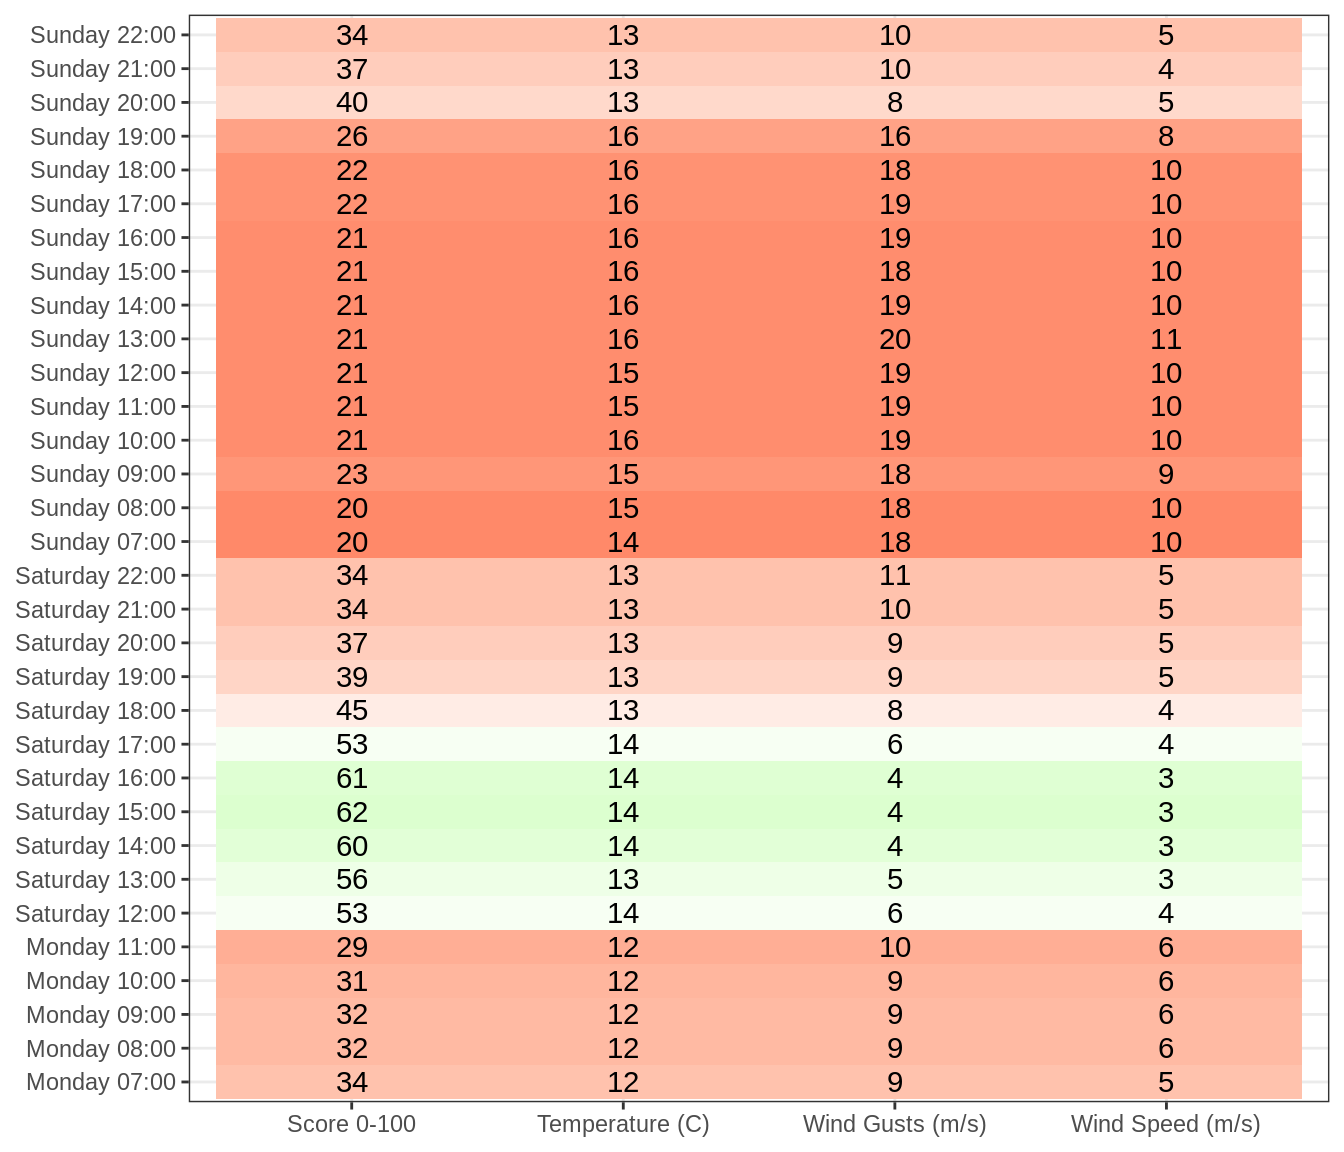 Sunday 22:00 34 13 10 5
Sunday 21:00 37 13 10 4
Sunday 20:00 40 13 8 5
Sunday 19:00 26 16 16 8
Sunday 18:00 22 16 18 10
Sunday 17:00 22 16 19 10
Sunday 16:00 21 16 19 10
Sunday 15:00 21 16 18 10
Sunday 14:00 21 16 19 10
Sunday 13:00 21 16 20 11
Sunday 12:00 21 15 19 10
Sunday 11:00 21 15 19 10
Sunday 10:00 21 16 19 10
Sunday 09:00 23 15 18 9
Sunday 08:00 20 15 18 10
Sunday 07:00 20 14 18 10
Saturday 22:00 34 13 11 5
Saturday 21:00 34 13 10 5
Saturday 20:00 37 13 9 5
Saturday 19:00 39 13 9 5
Saturday 18:00 45 13 8 4
Saturday 17:00 53 14 6 4
Saturday 16:00 61 14 4 3
Saturday 15:00 62 14 4 3
Saturday 14:00 60 14 4 3
Saturday 13:00 56 13 5 3
Saturday 12:00 53 14 6 4
Monday 11:00 29 12 10 6
Monday 10:00 31 12 9 6
Monday 09:00 32 12 9 6
Monday 08:00 32 12 9 6
Monday 07:00 34 12 9 5
Score 0-100 Temperature (C) Wind Gusts (m/s) Wind Speed (m/s)